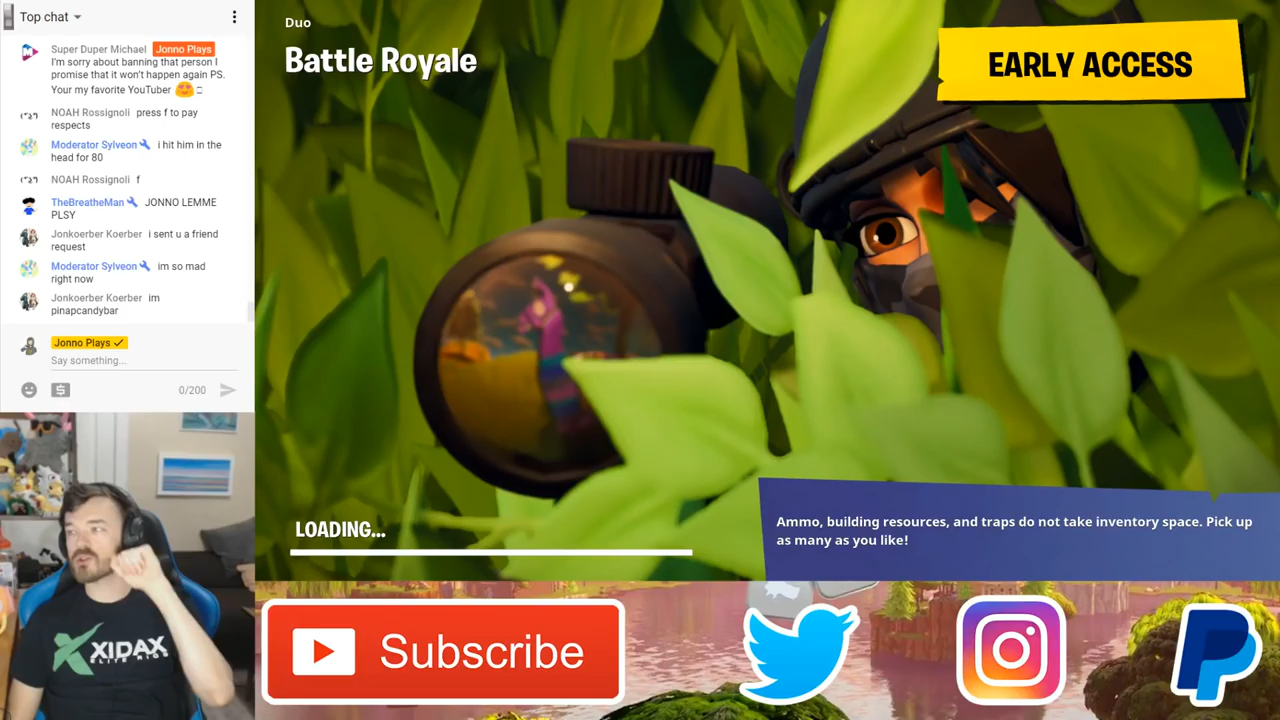 Top chat
Super Duper Michael Jonno Plays
I'm sorry about banning that person I
promise that it won't happen again PS.
Your my favorite YouTuber
NOAH Rossignoli press f to pay
respects
Moderator Sylveon i hit him in the
head for 80
NOAH Rossignoli f
TheBreatheMan JONNO LEMME
PLSY
Jonkoerber Koerber i sent u a friend
request
Moderator Sylveon im so mad
right now
Jonkoerber Koerber im
pinapcandybar
Jonno Plays
Say something...
0/200
Duo
Battle Royale
EARLY ACCESS
LOADING...
Ammo, building resources, and traps do not take inventory space. Pick up
as many as you like!
XIDAX
ELITE RIGS
Subscribe